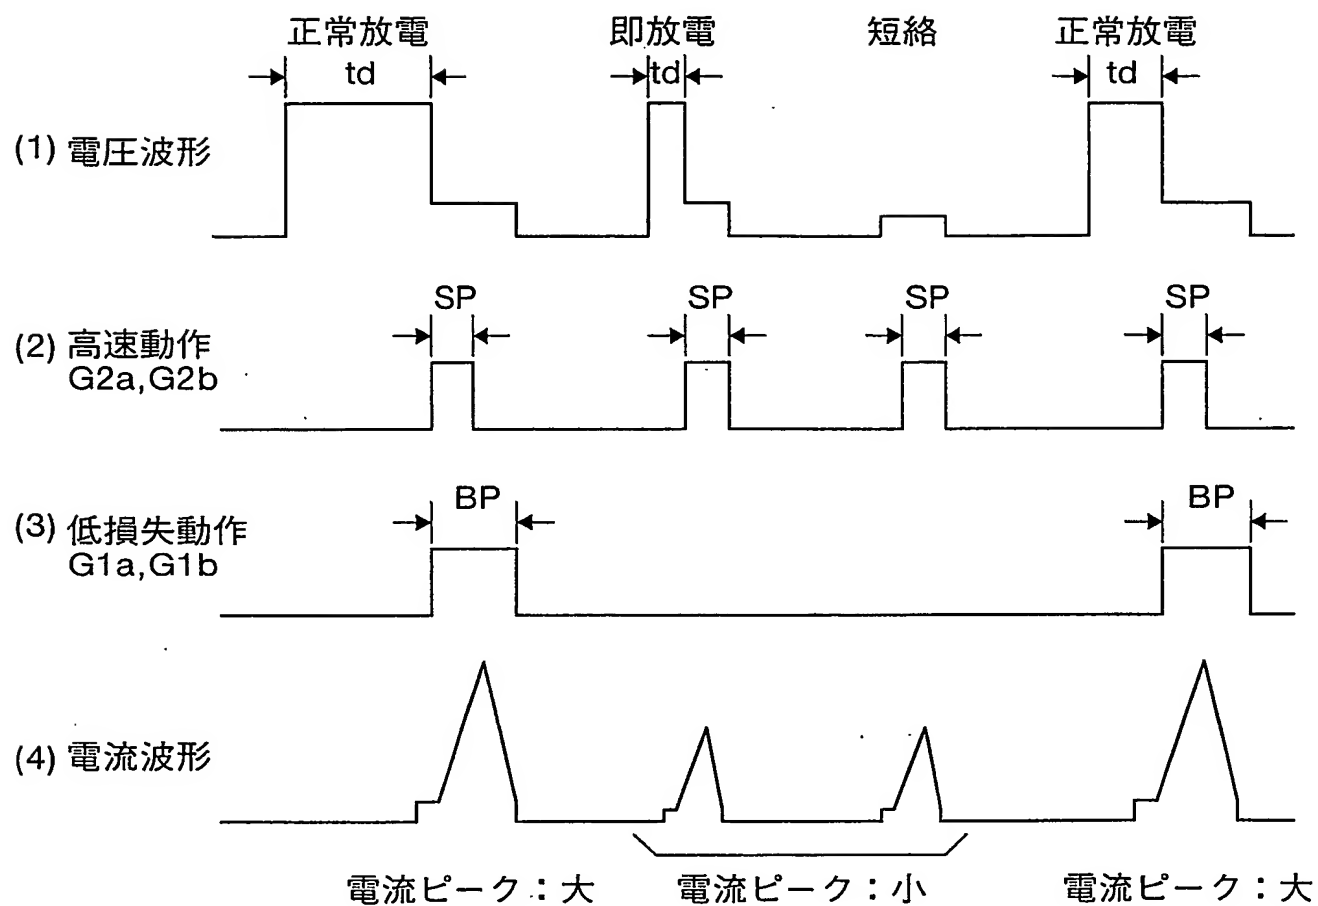 正常放電 即放電 短絡 正常放電
td td td
(1) 電圧波形
SP SP SP SP
(2) 高速動作
G2a,G2b
BP BP
(3) 低損失動作
G1a,G1b
(4) 電流波形
電流ピーク：大 電流ピーク：小 電流ピーク：大